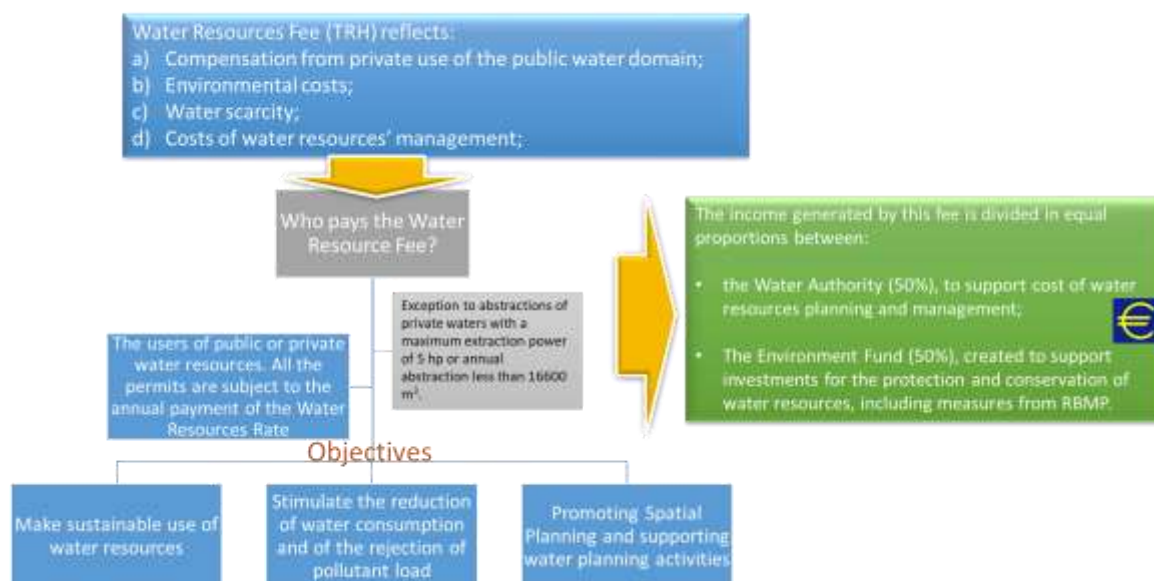 Water Resources Fee (TRH) reflects:
a) Compensation from private use of the public water domain;
b) Environmental costs;
c) Water scarcity;
d) Costs of water resources' management;
Who pays the Water
Resource Fee?
The income generated by this fee is divided in equal
proportions between:
• the Water Authority (50%), to support cost of water
resources planning and management;
• The Environment Fund (50%), created to support
investments for the protection and conservation of
water resources, including measures from RBMP.
€
Exception to abstractions of
private waters with a
maximum extraction power
of 5 hp or annual
abstraction less than 16600
m³.
The users of public or private
water resources. All the
permits are subject to the
annual payment of the Water
Resources Rate
Objectives
Make sustainable use of
water resources
Stimulate the reduction
of water consumption
and of the rejection of
pollutant load
Promoting Spatial
Planning and supporting
water planning activities